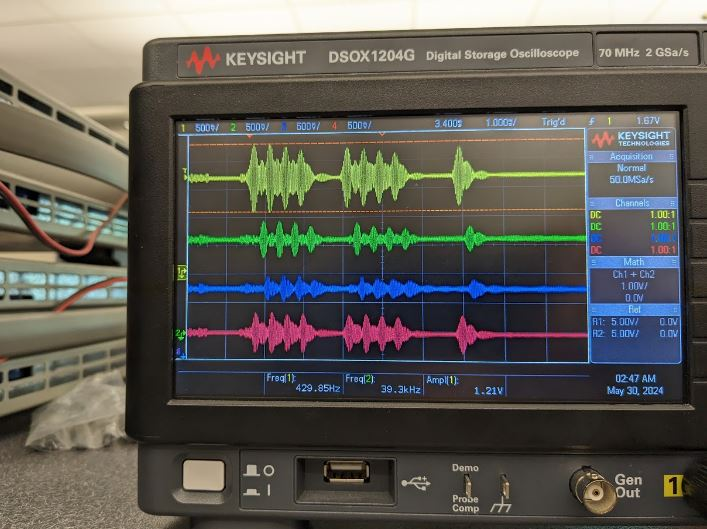 KEYSIGHT DSOX1204G Digital Storage Oscilloscope 70 MHz 2 GSa/s
1 500V/ 2 500V/ 3 500V/ 4 500V/ 3.400s 1.000s/ Trig'd 1 1.67V
KEYSIGHT
TECHNOLOGIES
Acquisition
Normal
50.0MSa/s
Channels
DC 1.00:1
DC 1.00:1
DC 1.00:1
DC 1.00:1
Math
Ch1 + Ch2
1.00V/
0.0V
Ref
R1: 5.00V/ 0.0V
R2: 5.00V/ 0.0V
Freq(1): 429.85Hz
Freq(2): 39.3kHz
Ampl(1): 1.21V
02:47 AM
May 30, 2024
Demo
Probe
Comp
Gen
Out
1